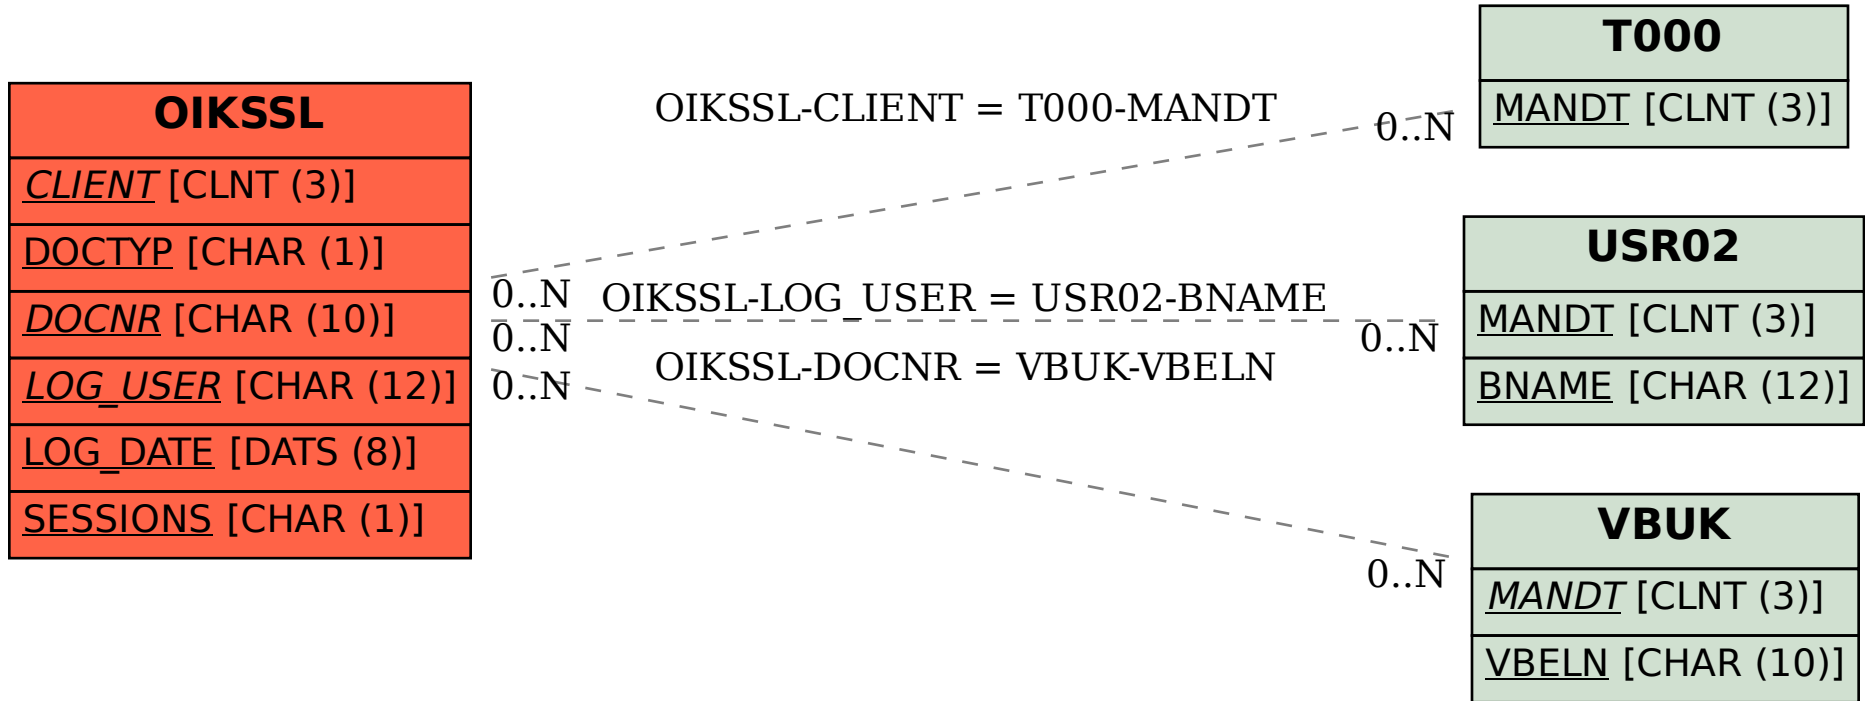 OIKSSL
CLIENT [CLNT (3)]
DOCTYP [CHAR (1)]
DOCNR [CHAR (10)]
LOG_USER [CHAR (12)]
LOG_DATE [DATS (8)]
SESSIONS [CHAR (1)]
OIKSSL-CLIENT = T000-MANDT
0..N
0..N
OIKSSL-LOG_USER = USR02-BNAME
0..N
0..N
OIKSSL-DOCNR = VBUK-VBELN
0..N
0..N
T000
MANDT [CLNT (3)]
USR02
MANDT [CLNT (3)]
BNAME [CHAR (12)]
VBUK
MANDT [CLNT (3)]
VBELN [CHAR (10)]